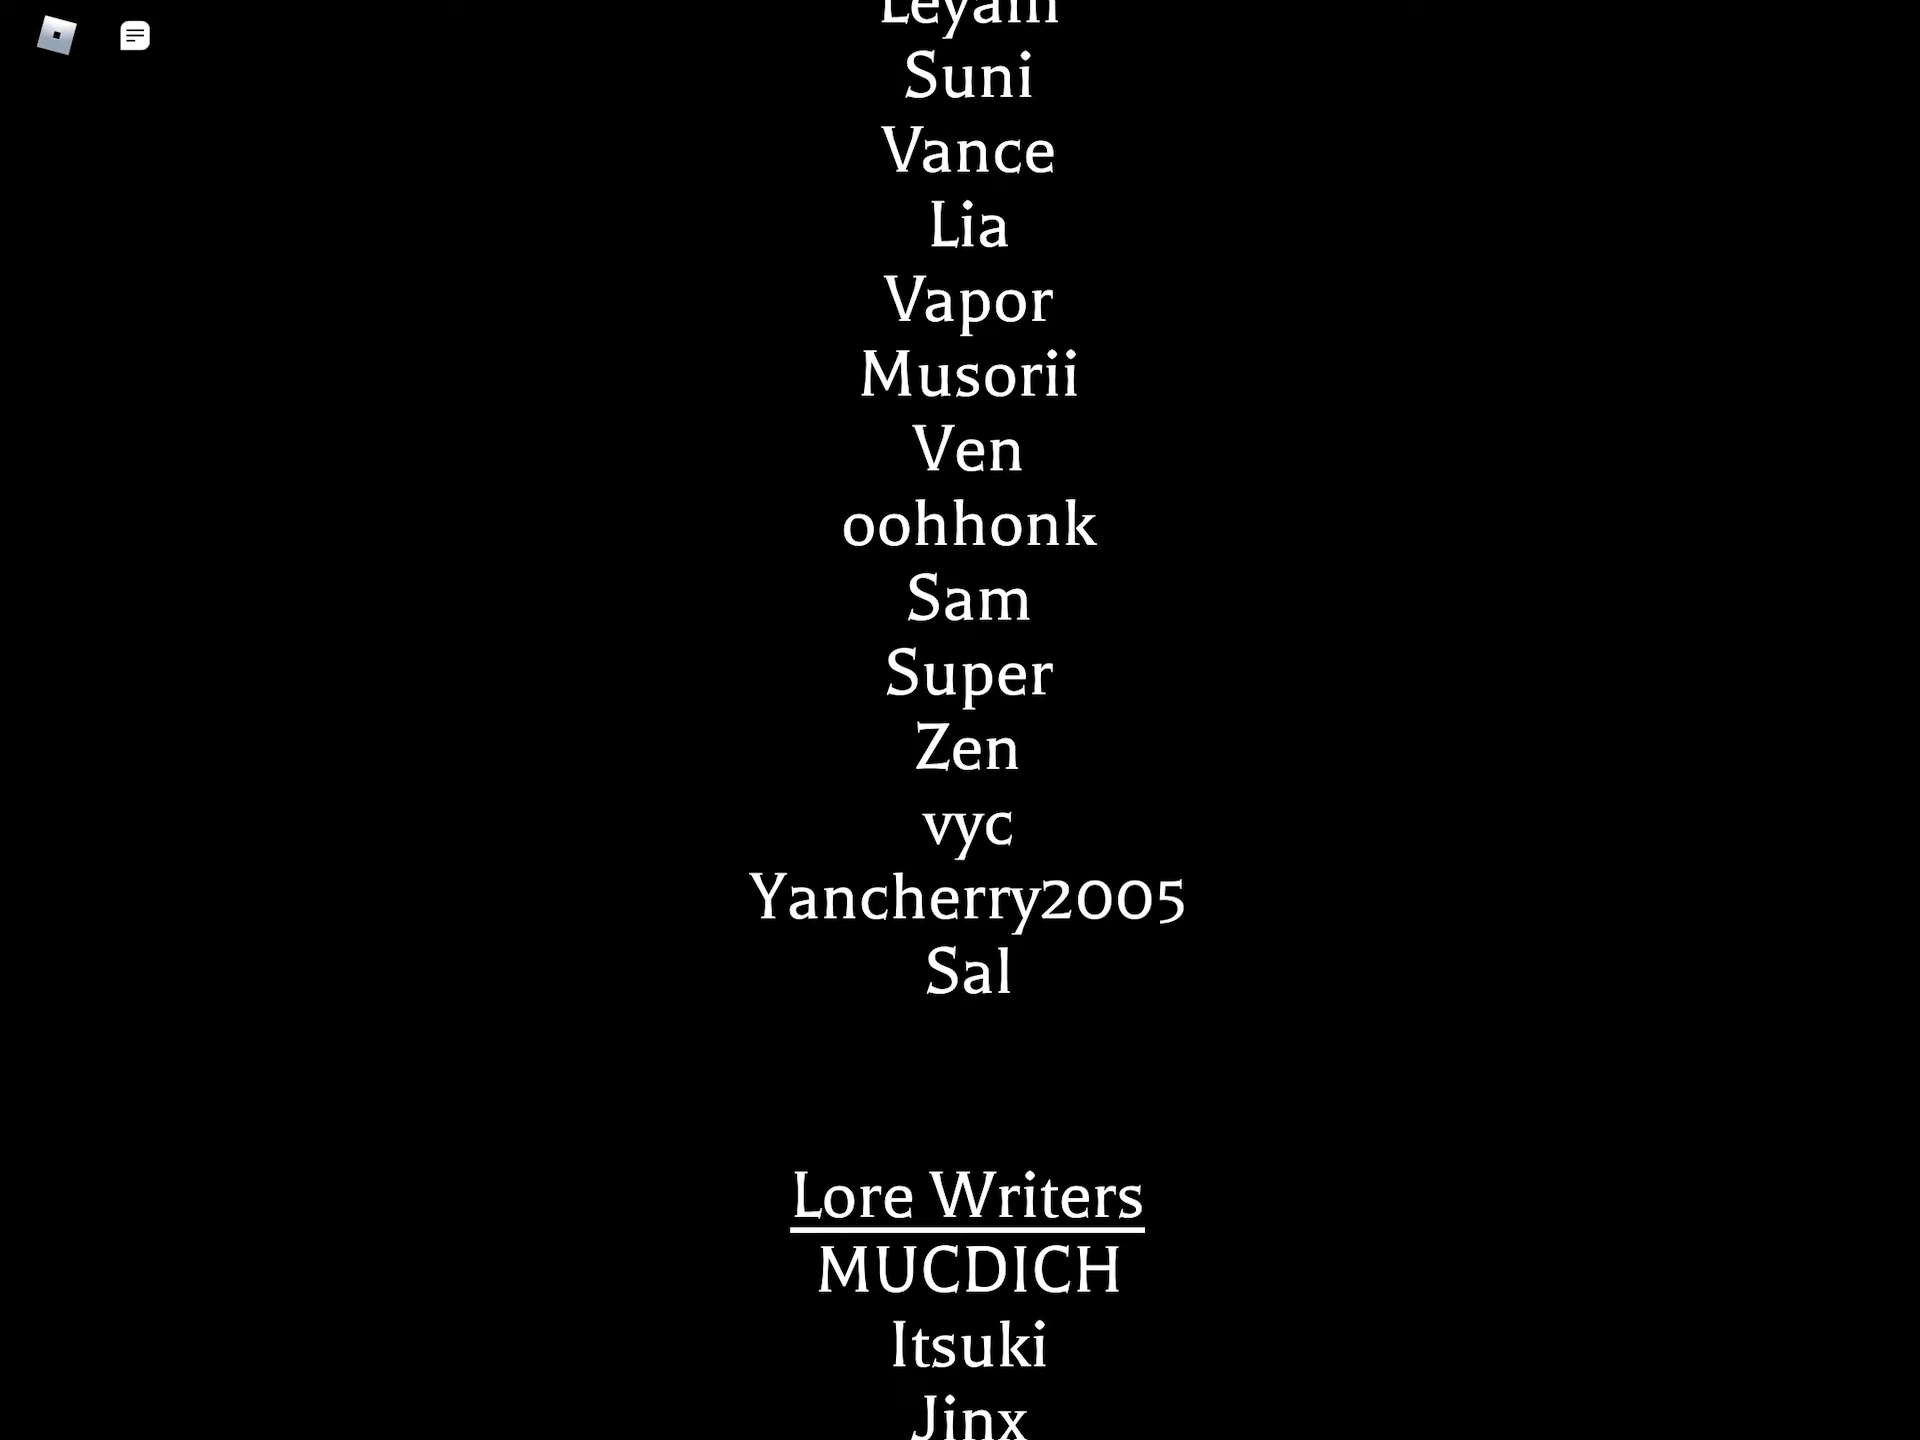 Suni
Vance
Lia
Vapor
Musorii
Ven
oohhonk
Sam
Super
Zen
vyc
Yancherry2005
Sal
Lore Writers
MUCDICH
Itsuki
Jinx